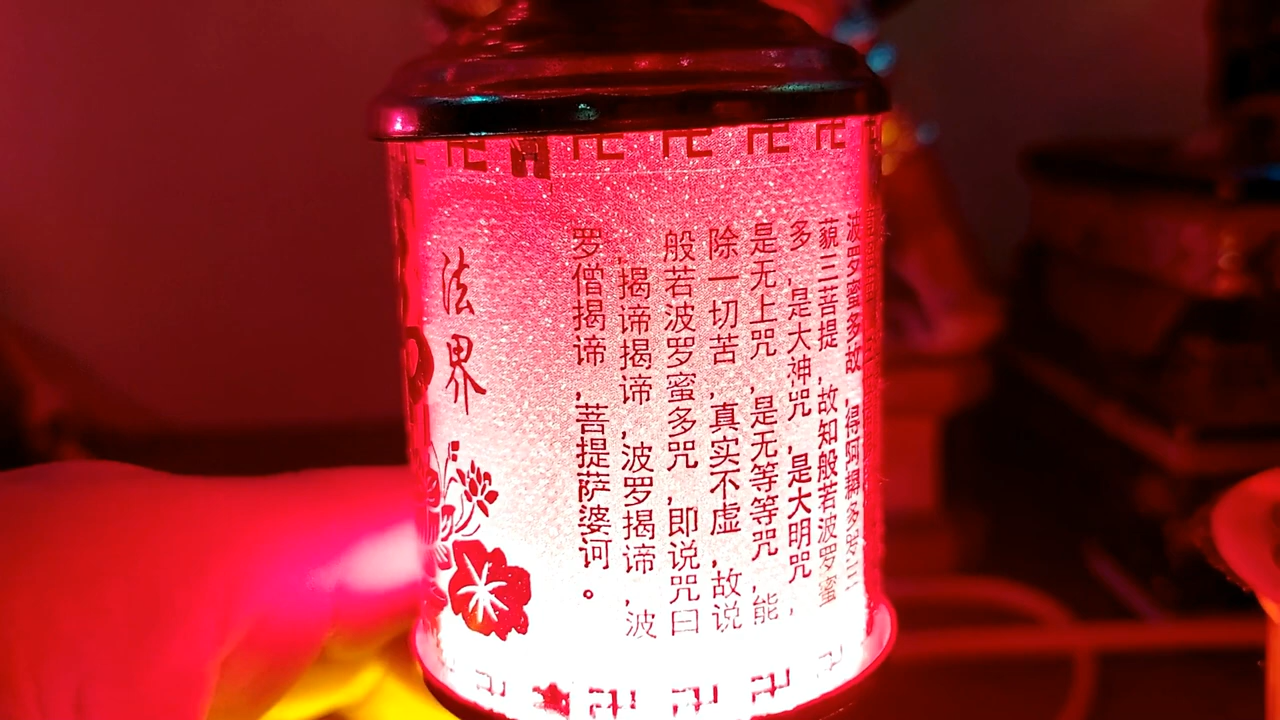 波罗蜜多故，得阿耨多罗三
藐三菩提，故知般若波罗蜜
多，是大神咒，是大明咒，
是无上咒，是无等等咒，能
除一切苦，真实不虚，故说
般若波罗蜜多咒，即说咒曰
，揭谛揭谛，波罗揭谛，波
罗僧揭谛，菩提萨婆诃。
法界